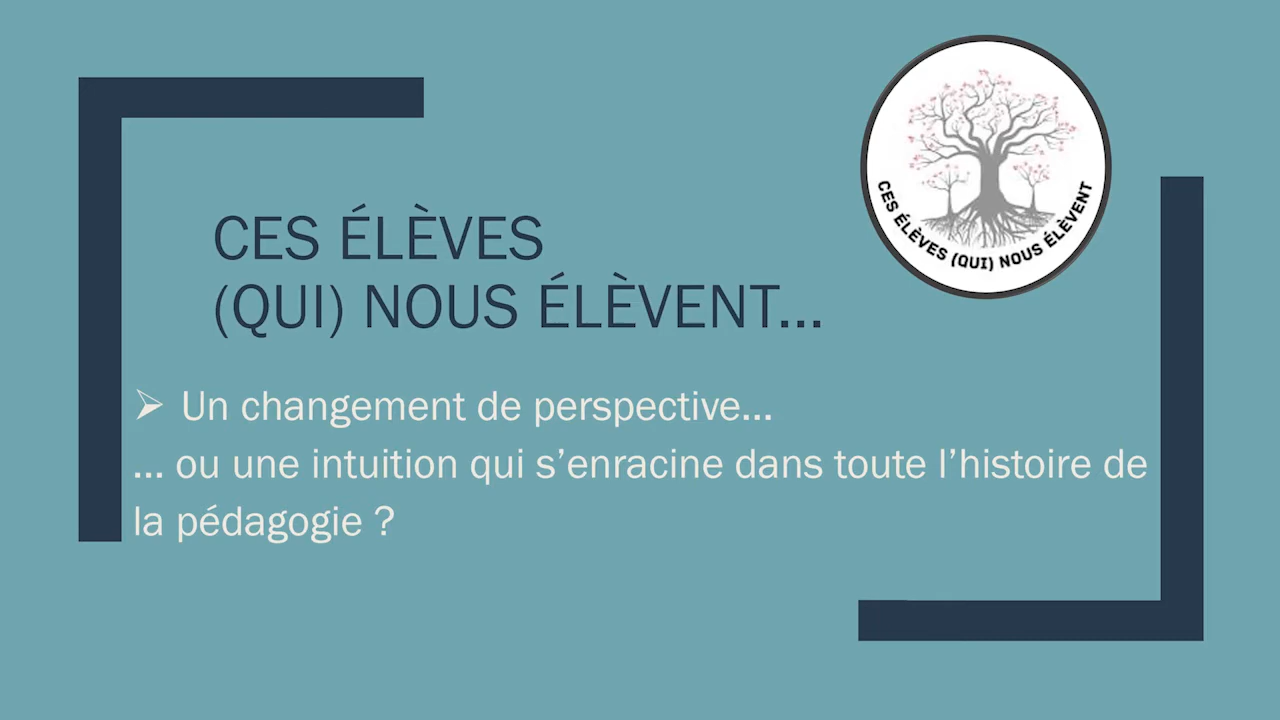 CES ÉLÈVES (QUI) NOUS ÉLÈVENT
CES ÉLÈVES
(QUI) NOUS ÉLÈVENT...
Un changement de perspective...
... ou une intuition qui s'enracine dans toute l'histoire de
la pédagogie ?